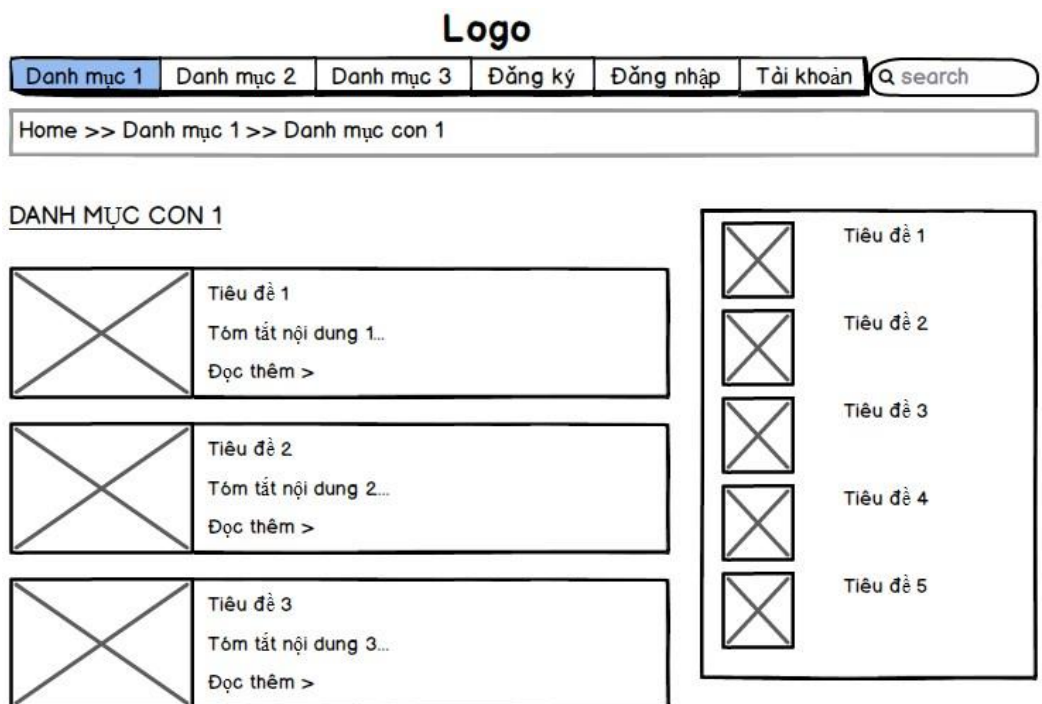 Logo
Danh mục 1 Danh mục 2 Danh mục 3 Đăng ký Đăng nhập Tài khoản search
Home >> Danh mục 1 >> Danh mục con 1
DANH MỤC CON 1
Tiêu đề 1
Tóm tắt nội dung 1...
Đọc thêm >
Tiêu đề 2
Tóm tắt nội dung 2...
Đọc thêm >
Tiêu đề 3
Tóm tắt nội dung 3...
Đọc thêm >
Tiêu đề 1
Tiêu đề 2
Tiêu đề 3
Tiêu đề 4
Tiêu đề 5